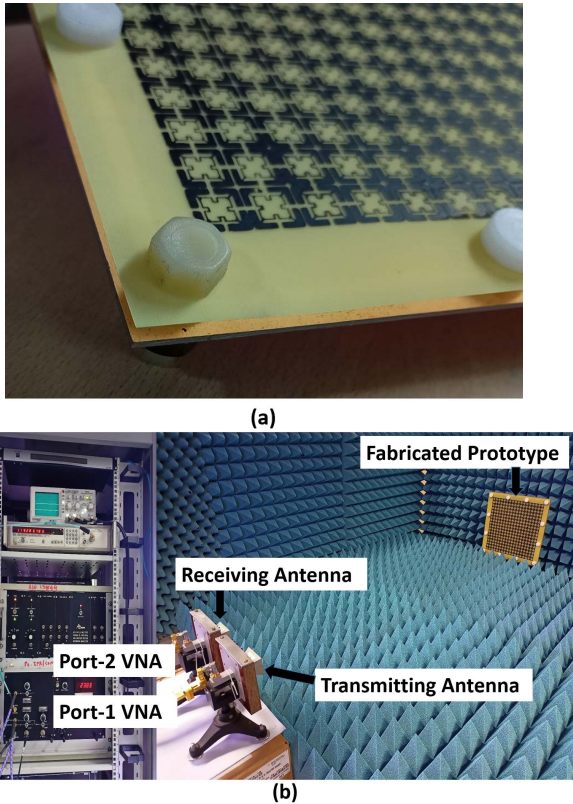 (a)
Fabricated Prototype
Receiving Antenna
Port-2 VNA
Transmitting Antenna
Port-1 VNA
(b)